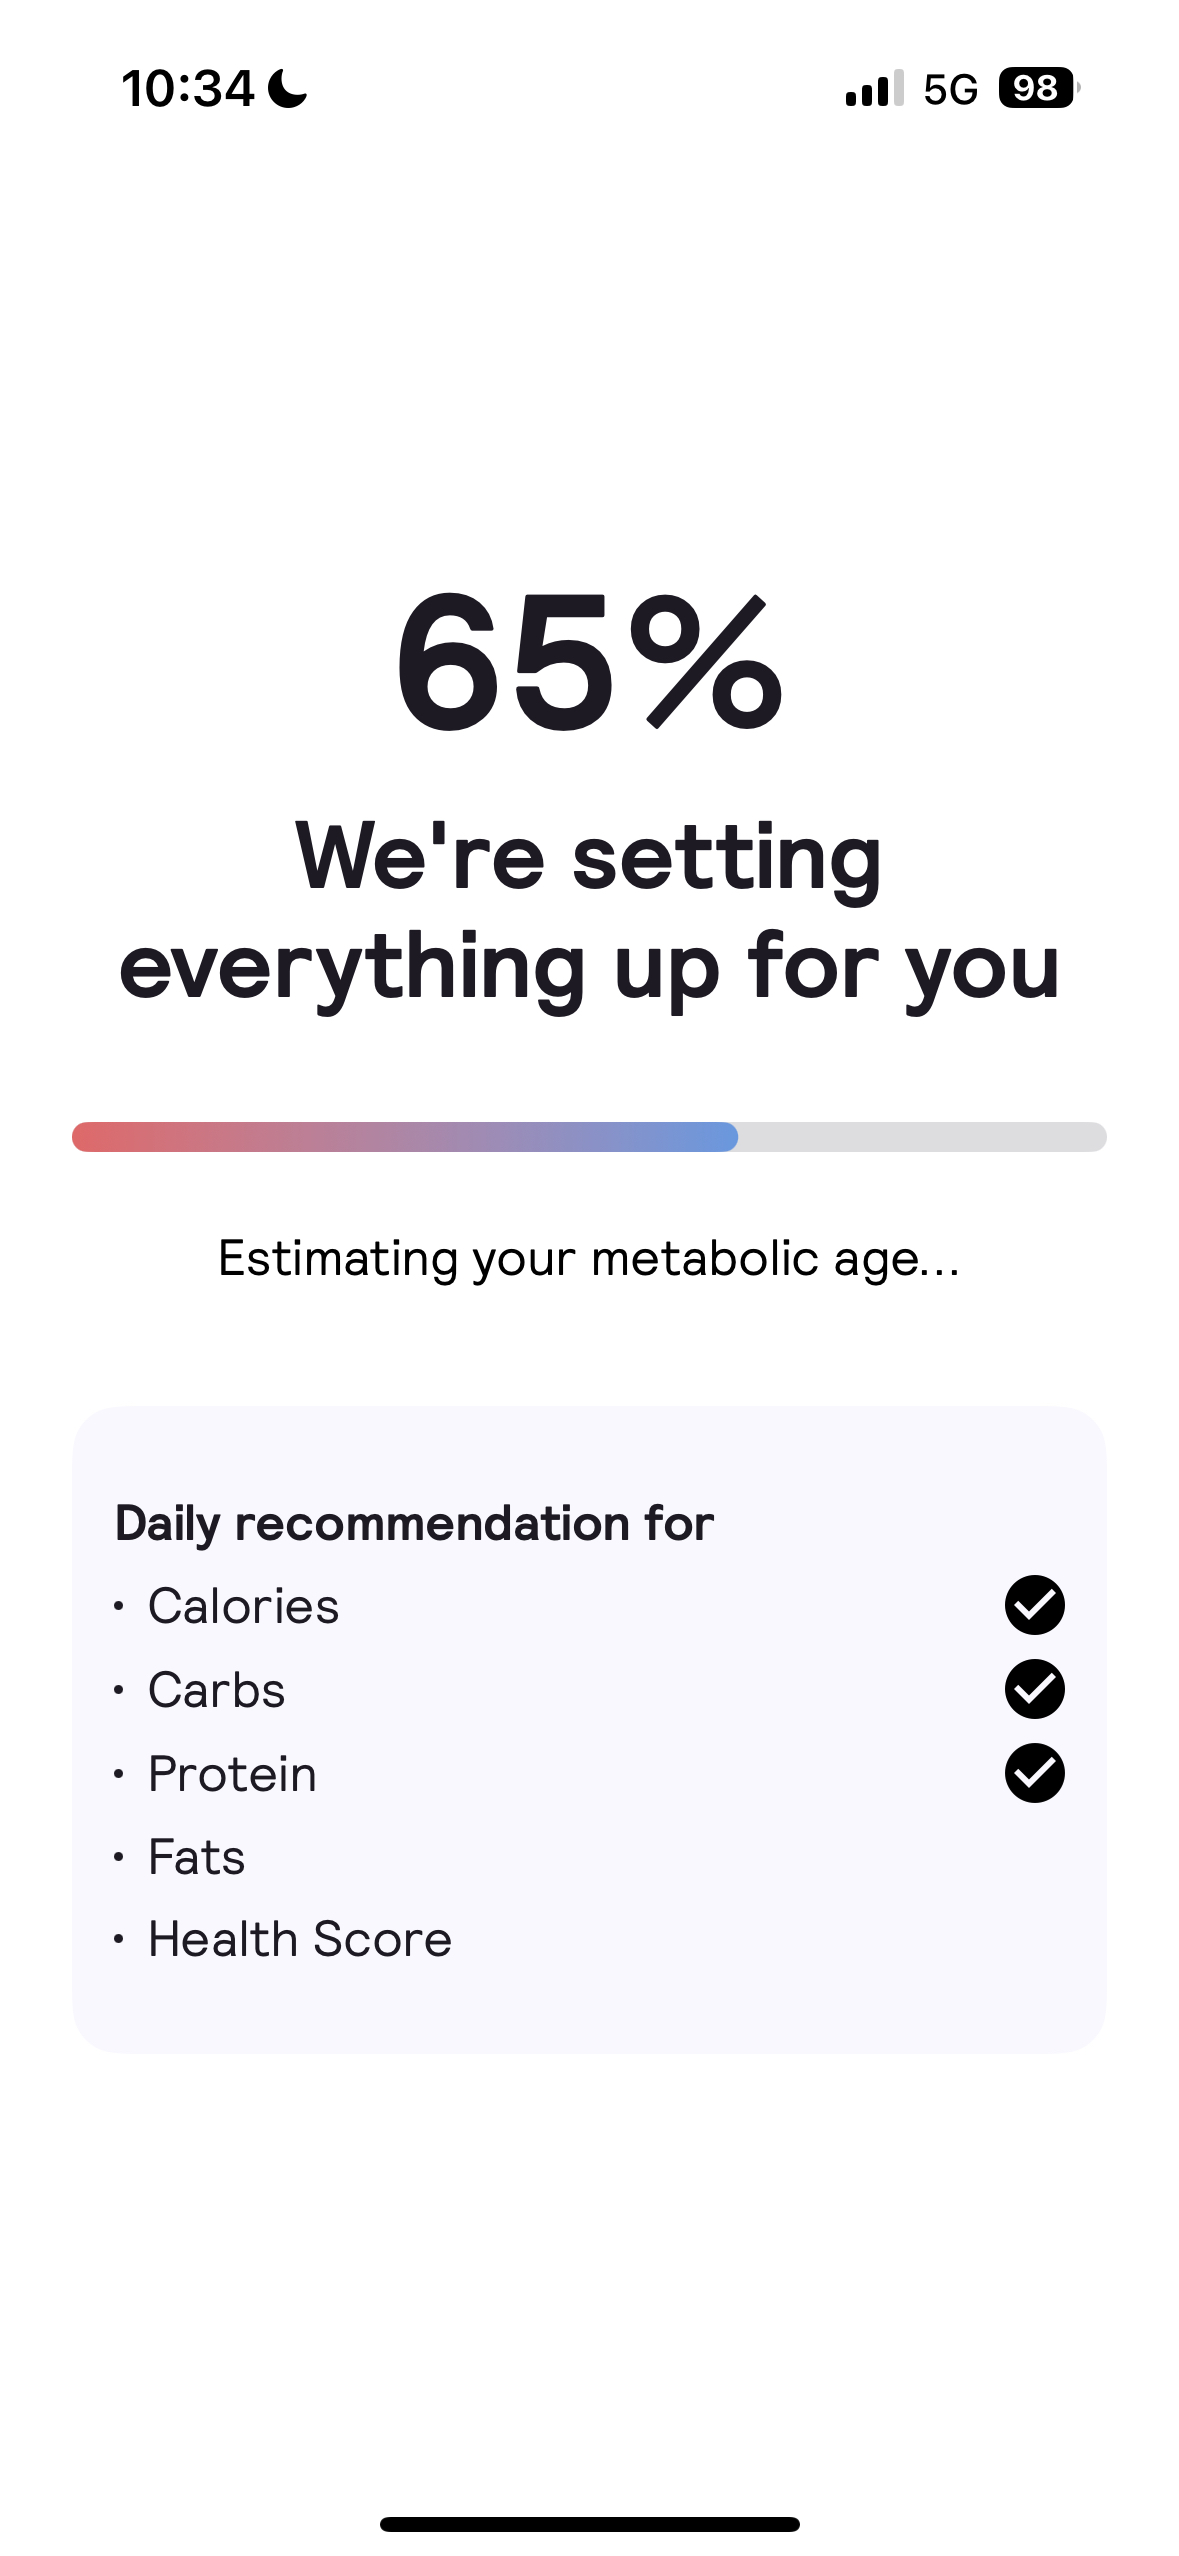 10:34
5G
98
65%
We're setting
everything up for you
Estimating your metabolic age...
Daily recommendation for
• Calories
• Carbs
• Protein
• Fats
• Health Score